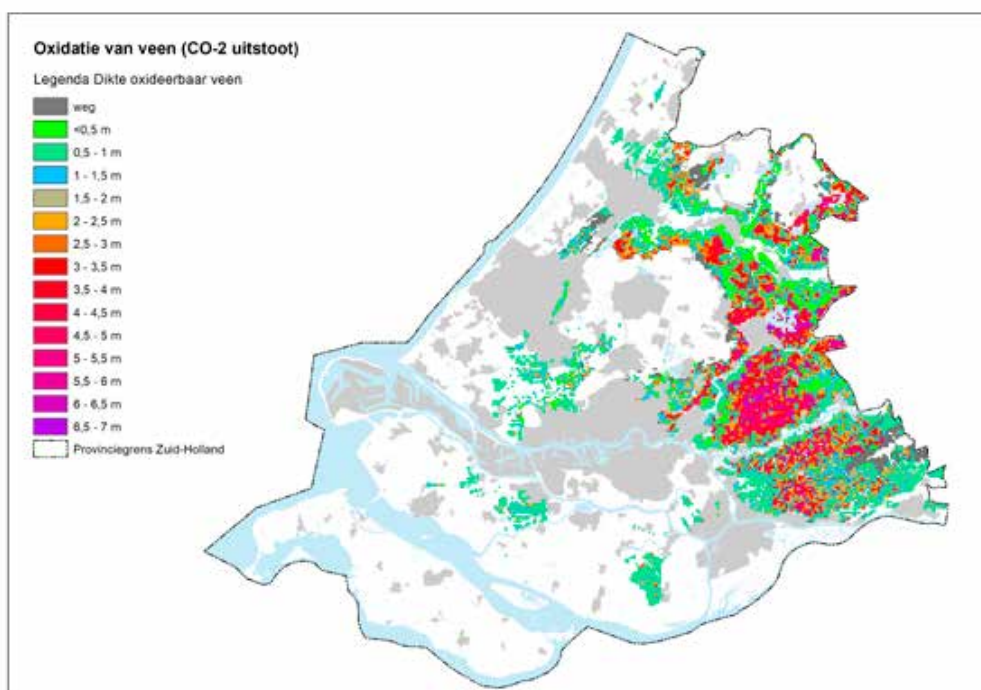 Oxidatie van veen (CO-2 uitstoot)
Legenda Dikte oxideerbaar veen
weg
<0,5 m
0,5 - 1 m
1 - 1,5 m
1,5 - 2 m
2 - 2,5 m
2,5 - 3 m
3 - 3,5 m
3,5 - 4 m
4 - 4,5 m
4,5 - 5 m
5 - 5,5 m
5,5 - 6 m
6 - 6,5 m
6,5 - 7 m
Provinciegrens Zuid-Holland